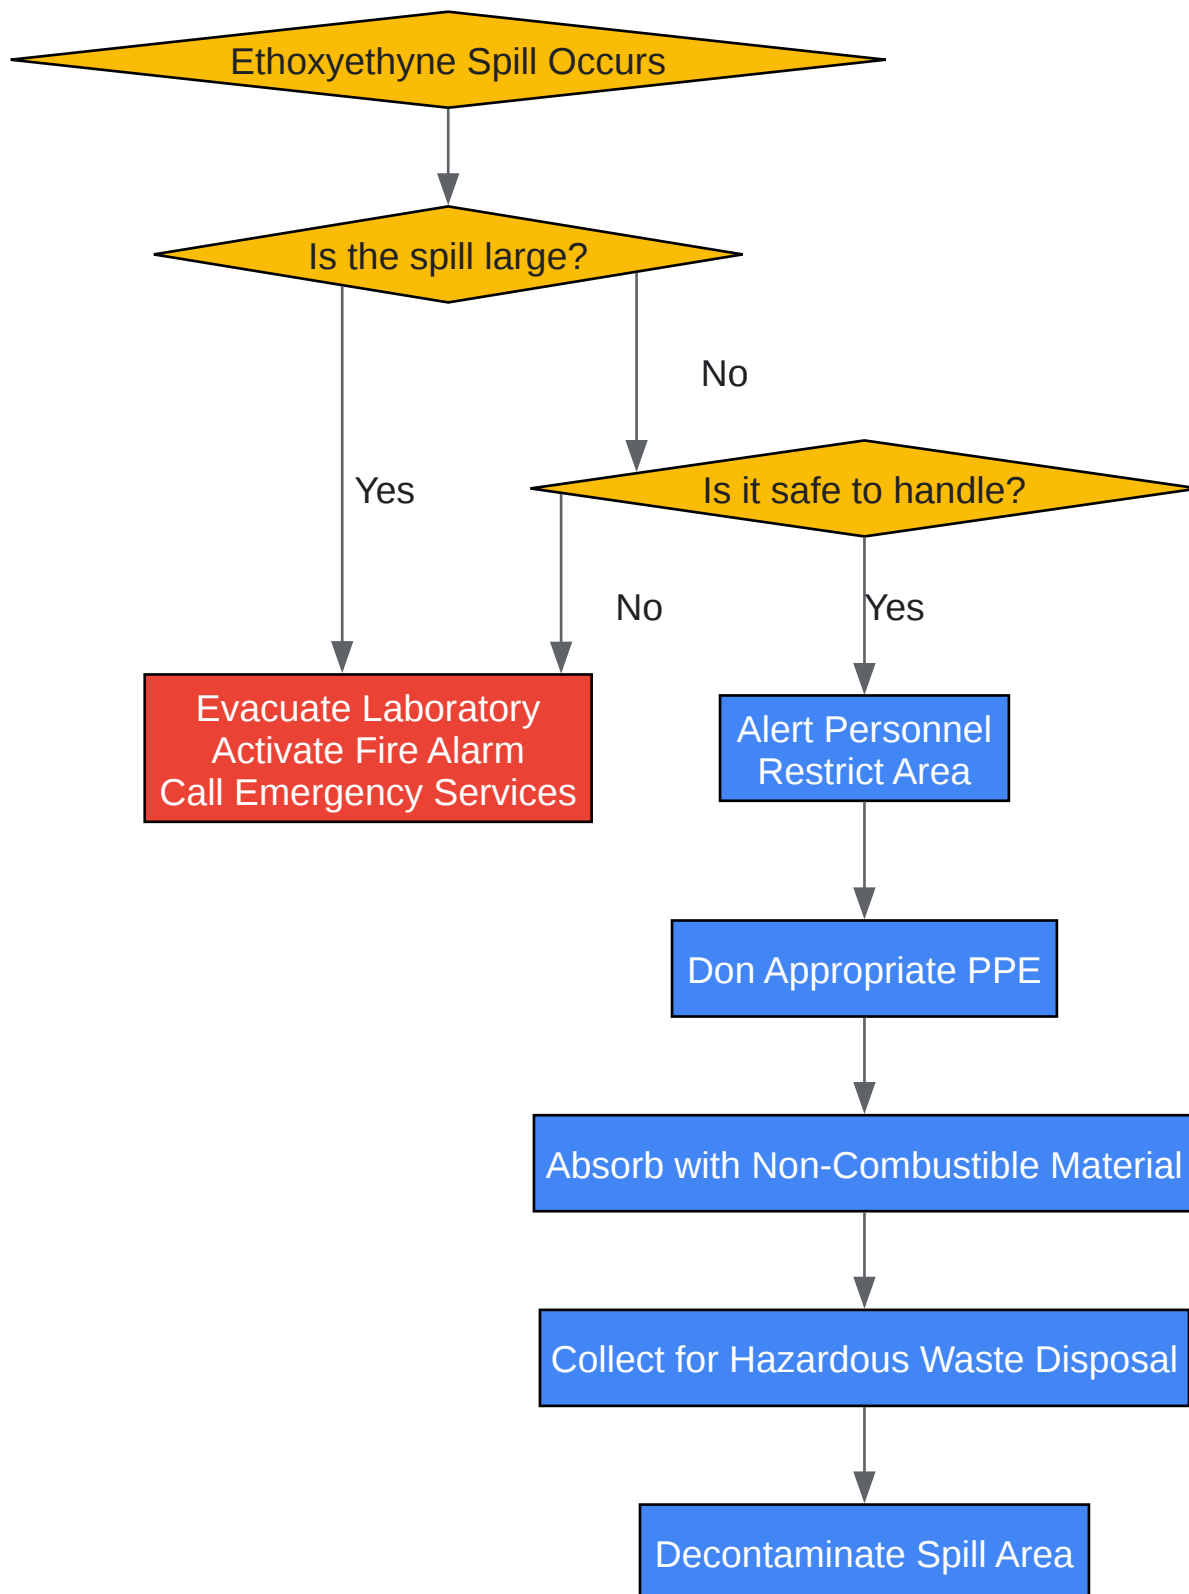 Ethoxyethyne Spill Occurs
Is the spill large?
No
Yes
Is it safe to handle?
No
Yes
Evacuate Laboratory
Activate Fire Alarm
Call Emergency Services
Alert Personnel
Restrict Area
Don Appropriate PPE
Absorb with Non-Combustible Material
Collect for Hazardous Waste Disposal
Decontaminate Spill Area